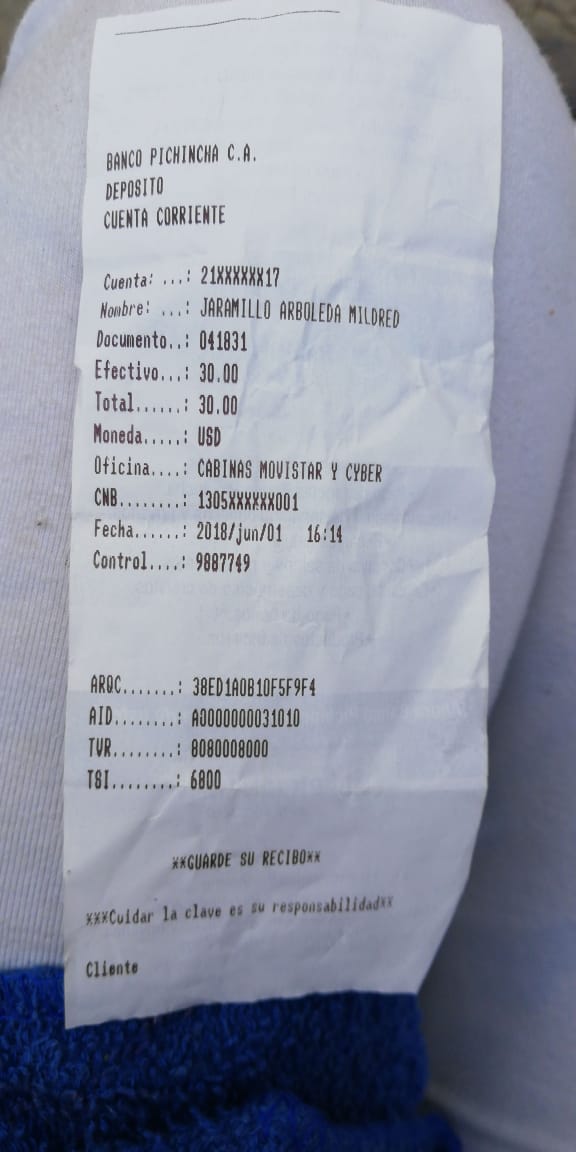 BANCO PICHINCHA C.A.
DEPOSITO
CUENTA CORRIENTE
Cuenta: ...: 21XXXXXX17
Nombre: ...: JARAMILLO ARBOLEDA MILDRED
Documento..: 041831
Efectivo...: 30.00
Total......: 30.00
Moneda.....: USD
Oficina....: CABINAS MOVISTAR Y CYBER
CNB........: 1305XXXXXX001
Fecha......: 2018/jun/01 16:14
Control....: 9887749
ARQC.......: 38ED1A0B10F5F9F4
AID........: A0000000031010
TVR........: 8080008000
TSI........: 6800
**GUARDE SU RECIBO**
***Cuidar la clave es su responsabilidad**
Cliente